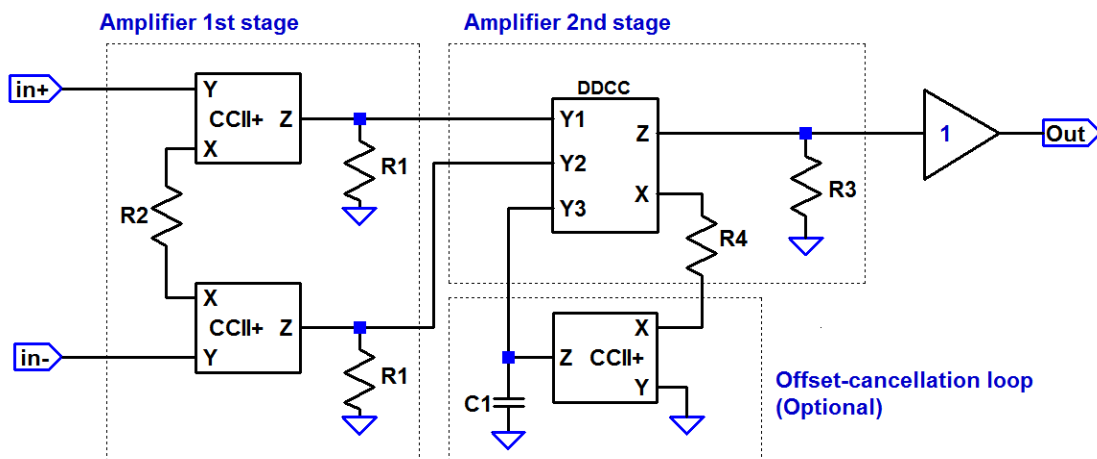 Amplifier 1st stage
Amplifier 2nd stage
in+
Y
CCII+ Z
X
R1
R2
X
CCII+ Z
Y
in-
R1
DDCC
Y1
Y2
Y3
Z
X
R3
R4
1
Out
X
Z CCII+
Y
C1
Offset-cancellation loop
(Optional)